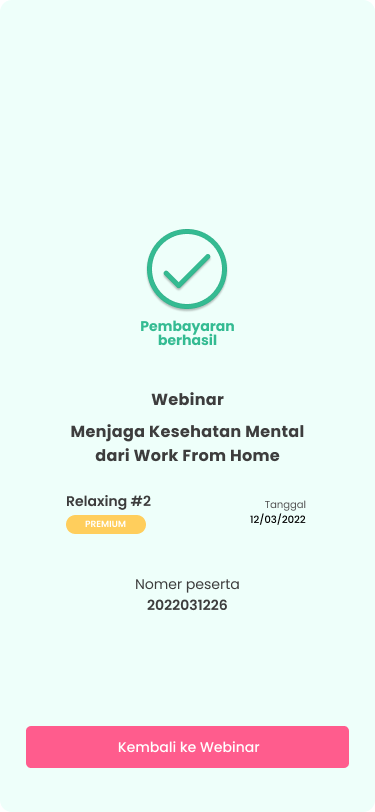 Pembayaran
berhasil
Webinar
Menjaga Kesehatan Mental
dari Work From Home
Relaxing #2
PREMIUM
Tanggal
12/03/2022
Nomer peserta
2022031226
Kembali ke Webinar